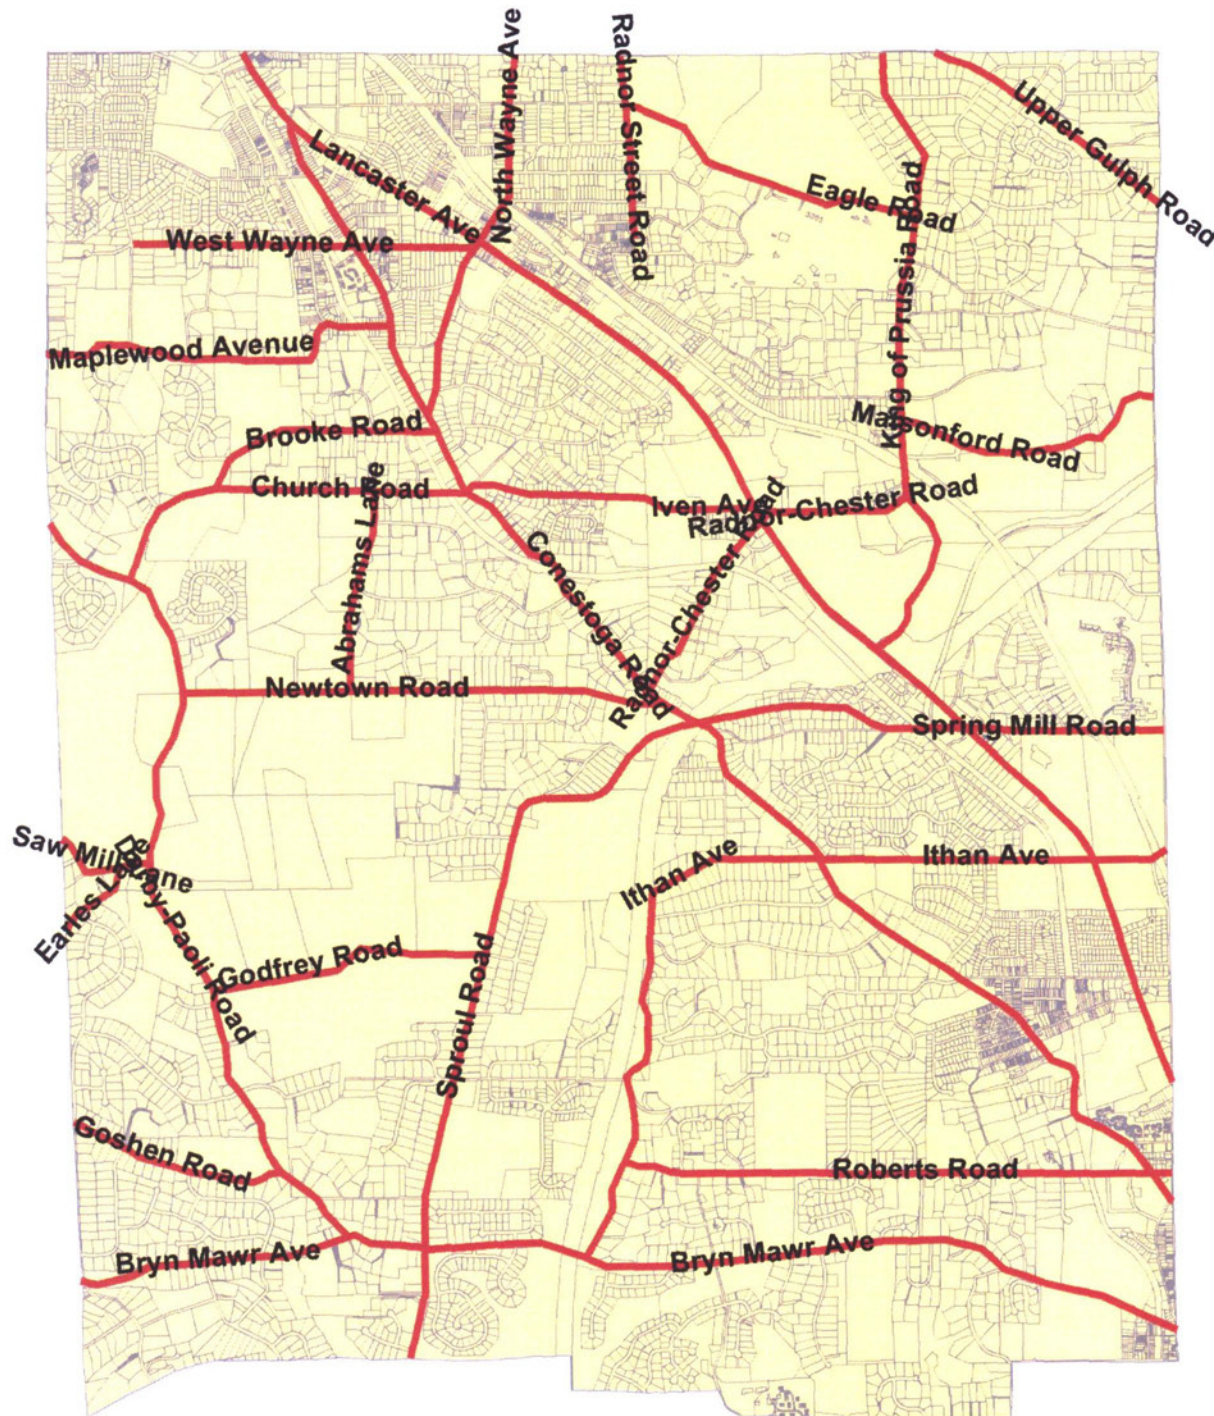 North Wayne Ave
Radnor Street Road
Upper Gulph Road
Lancaster Ave
Eagle Road
King of Prussia Road
West Wayne Ave
Maplewood Avenue
Matsonford Road
Brooke Road
Church Road
Abrahams Lane
Iven Ave
Radnor-Chester Road
Radnor-Chester Road
Conestoga Road
Newtown Road
Spring Mill Road
Saw Mill Lane
Earles Lane
Darby-Paoli Road
Ithan Ave
Ithan Ave
Godfrey Road
Sproul Road
Goshen Road
Roberts Road
Bryn Mawr Ave
Bryn Mawr Ave